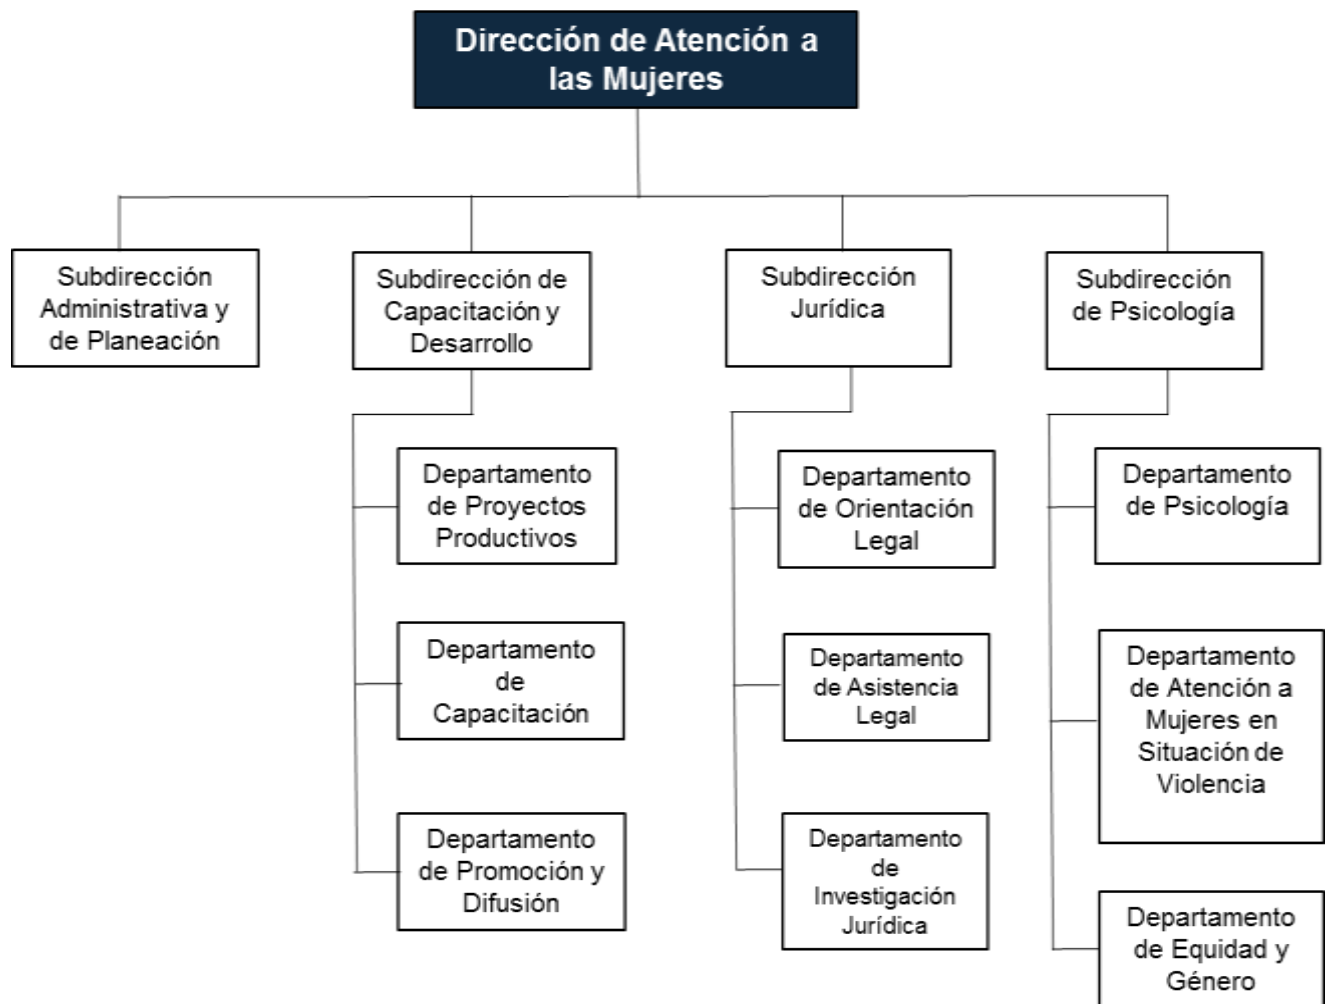 Dirección de Atención a
las Mujeres
Subdirección
Administrativa y
de Planeación
Subdirección de
Capacitación y
Desarrollo
Subdirección
Jurídica
Subdirección
de Psicología
Departamento
de Proyectos
Productivos
Departamento
de
Capacitación
Departamento
de Promoción y
Difusión
Departamento
de Orientación
Legal
Departamento
de Asistencia
Legal
Departamento
de
Investigación
Jurídica
Departamento
de Psicología
Departamento
de Atención a
Mujeres en
Situación de
Violencia
Departamento
de Equidad y
Género